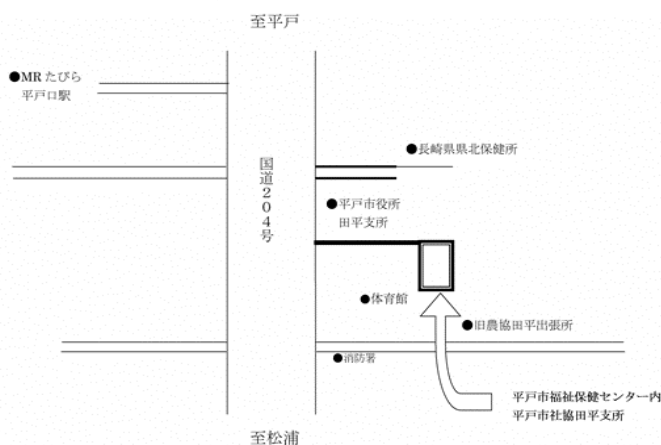 至平戸
●MRたびら
平戸口駅
●長崎県県北保健所
国道204号
●平戸市役所
田平支所
●体育館
●旧農協田平出張所
●消防署
平戸市福祉保健センター内
平戸市社協田平支所
至松浦